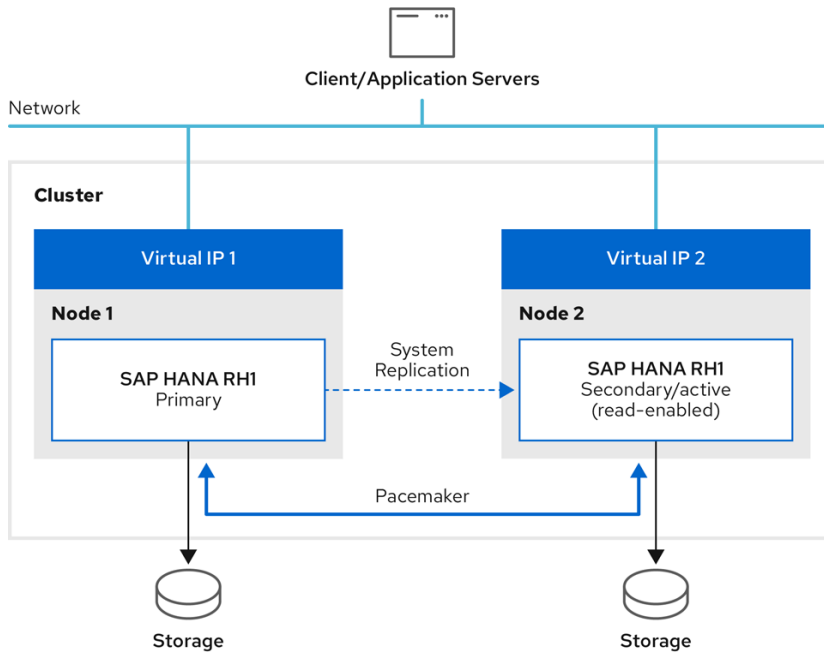 Client/Application Servers
Network
Cluster
Virtual IP 1
Virtual IP 2
Node 1
Node 2
SAP HANA RH1
Primary
System
Replication
SAP HANA RH1
Secondary/active
(read-enabled)
Pacemaker
Storage
Storage